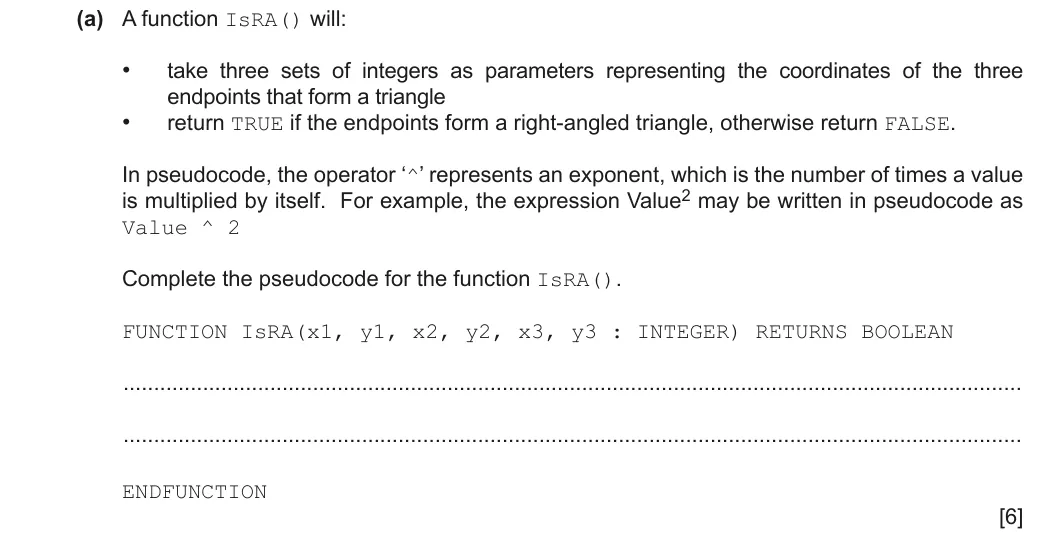 (a) A function IsRA() will:
• take three sets of integers as parameters representing the coordinates of the three
endpoints that form a triangle
• return TRUE if the endpoints form a right-angled triangle, otherwise return FALSE.
In pseudocode, the operator ‘^’ represents an exponent, which is the number of times a value
is multiplied by itself. For example, the expression Value² may be written in pseudocode as
Value ^ 2
Complete the pseudocode for the function IsRA().
FUNCTION IsRA(x1, y1, x2, y2, x3, y3 : INTEGER) RETURNS BOOLEAN
...................................................................................................................................................
...................................................................................................................................................
ENDFUNCTION
[6]